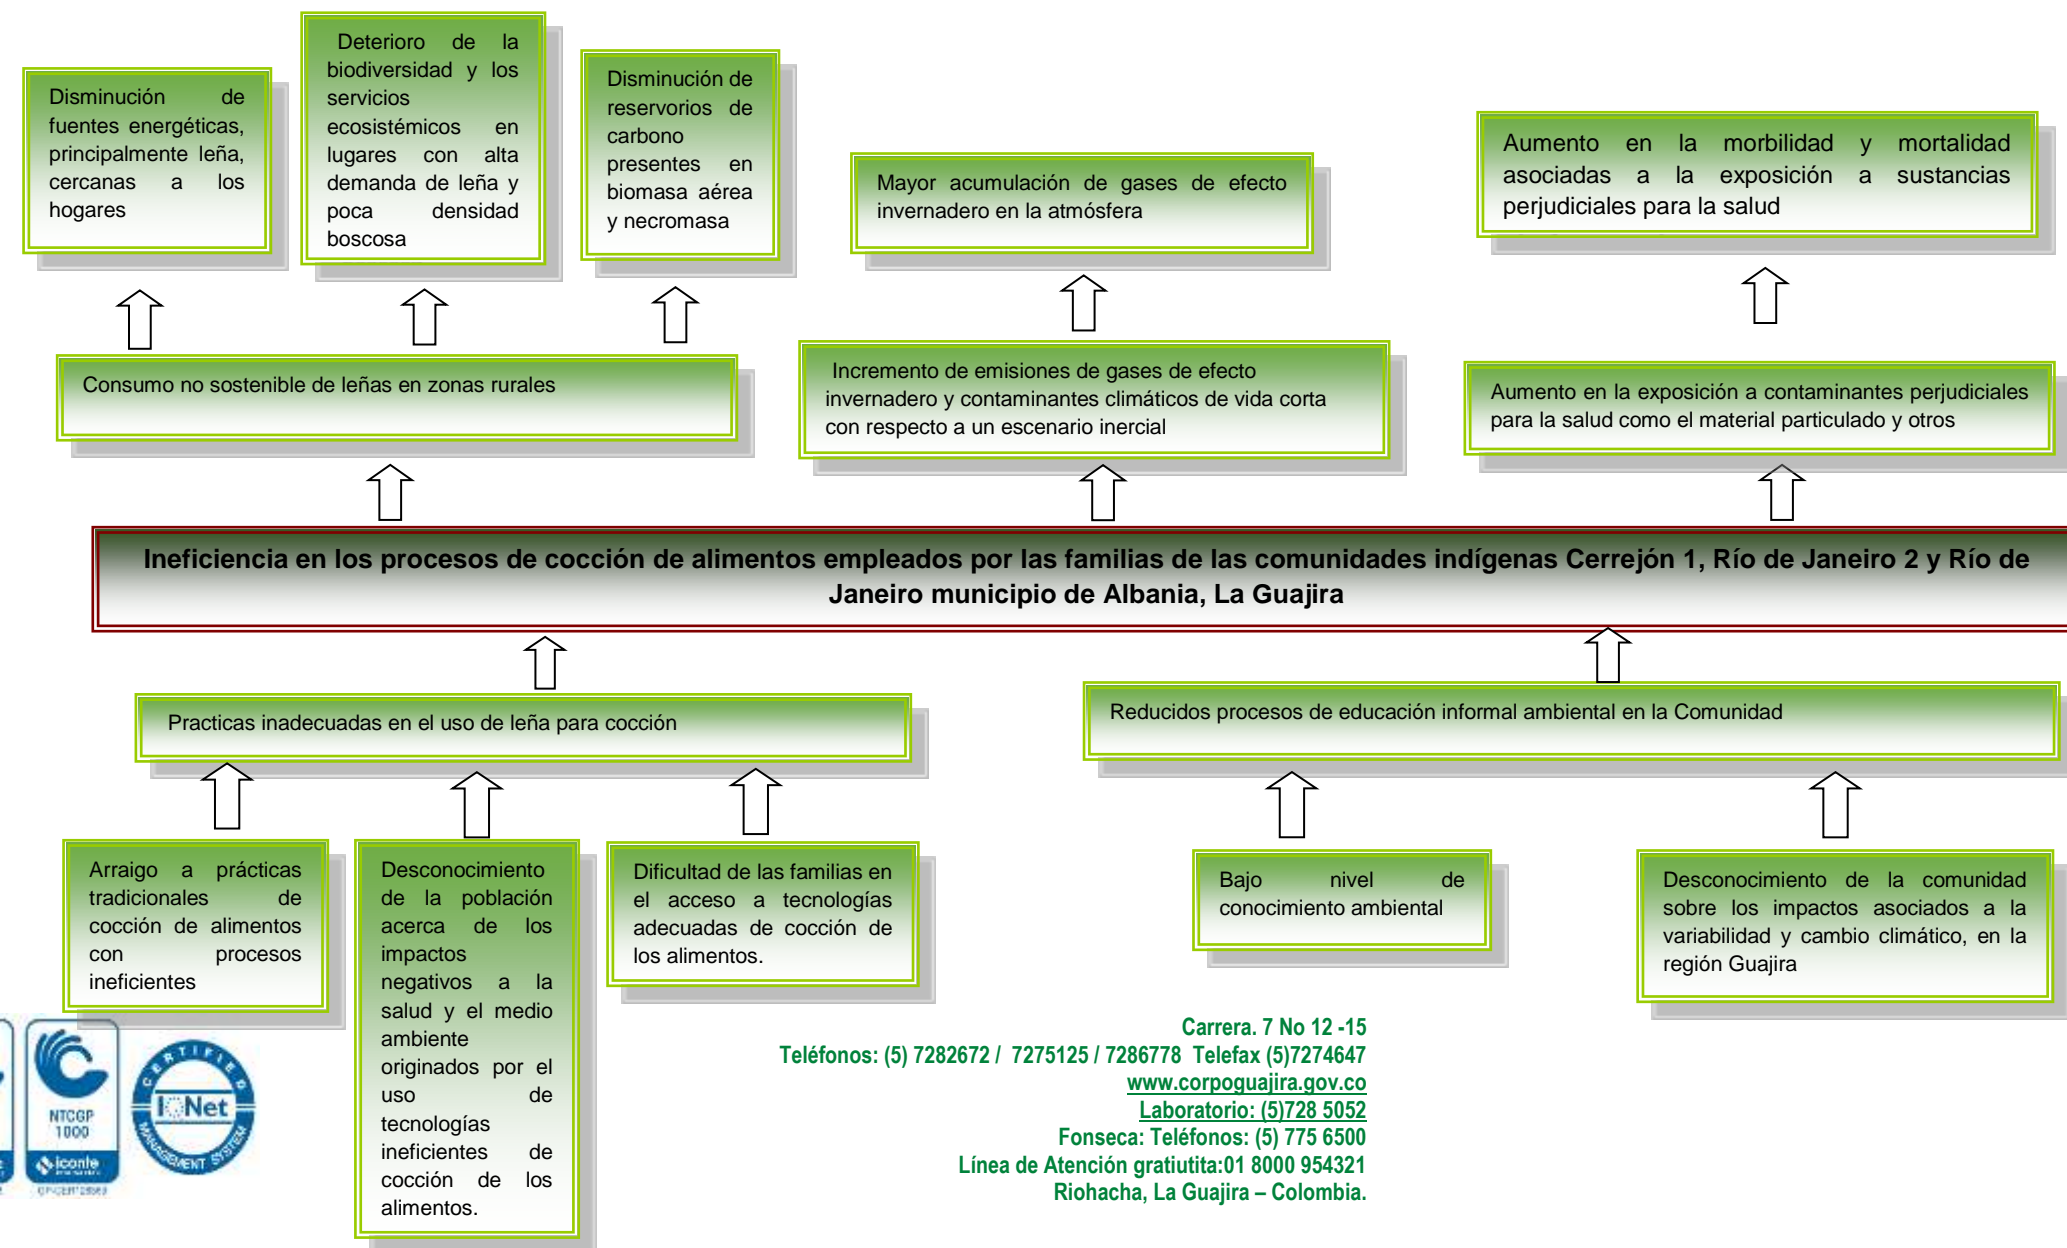 Disminución de
fuentes energéticas,
principalmente leña,
cercanas a los
hogares
Deterioro de la
biodiversidad y los
servicios
ecosistémicos en
lugares con alta
demanda de leña y
poca densidad
boscosa
Disminución de
reservorios de
carbono
presentes en
biomasa aérea
y necromasa
Mayor acumulación de gases de efecto
invernadero en la atmósfera
Aumento en la morbilidad y mortalidad
asociadas a la exposición a sustancias
perjudiciales para la salud
Consumo no sostenible de leñas en zonas rurales
Incremento de emisiones de gases de efecto
invernadero y contaminantes climáticos de vida corta
con respecto a un escenario inercial
Aumento en la exposición a contaminantes perjudiciales
para la salud como el material particulado y otros
Ineficiencia en los procesos de cocción de alimentos empleados por las familias de las comunidades indígenas Cerrejón 1, Río de Janeiro 2 y Río de
Janeiro municipio de Albania, La Guajira
Practicas inadecuadas en el uso de leña para cocción
Reducidos procesos de educación informal ambiental en la Comunidad
Arraigo a prácticas
tradicionales de
cocción de alimentos
con procesos
ineficientes
Desconocimiento
de la población
acerca de los
impactos
negativos a la
salud y el medio
ambiente
originados por el
uso de
tecnologías
ineficientes de
cocción de los
alimentos.
Dificultad de las familias en
el acceso a tecnologías
adecuadas de cocción de
los alimentos.
Bajo nivel de
conocimiento ambiental
Desconocimiento de la comunidad
sobre los impactos asociados a la
variabilidad y cambio climático, en la
región Guajira
NTCGP
1000
icontec
CERTIFIED
IQNet
MANAGEMENT SYSTEM
Carrera. 7 No 12 -15
Teléfonos: (5) 7282672 / 7275125 / 7286778 Telefax (5)7274647
www.corpoguajira.gov.co
Laboratorio: (5)728 5052
Fonseca: Teléfonos: (5) 775 6500
Línea de Atención gratiutita:01 8000 954321
Riohacha, La Guajira – Colombia.